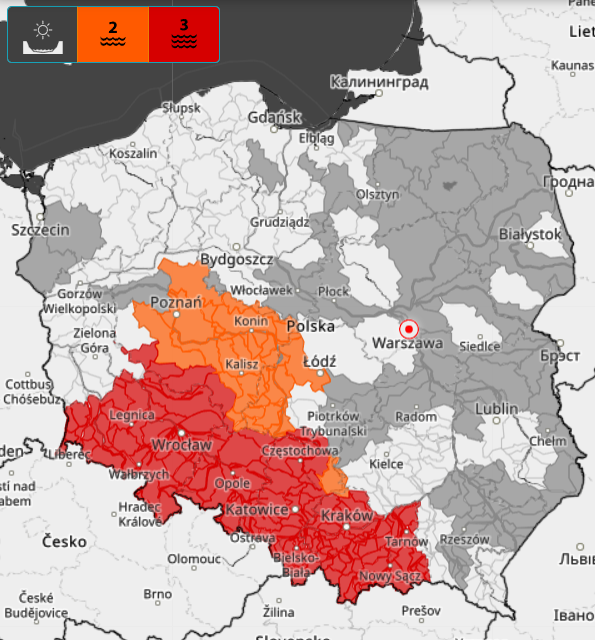 2
3
Liet
Калининград
Kaunas
Słupsk
Gdańsk
Elbląg
Koszalin
Гродна
Olsztyn
Szczecin
Grudziądz
Białystok
Bydgoszcz
Gorzów
Wielkopolski
Włocławek
Płock
Poznań
Konin
Polska
Zielona
Góra
Warszawa
Siedlce
Брэст
Łódź
Kalisz
Cottbus
Chóśebuz
Legnica
Piotrków
Trybunalski
Radom
Lublin
Wrocław
Chełm
Liberec
Częstochowa
Kielce
Wałbrzych
Opole
Hradec
Králové
Katowice
Kraków
Česko
Ostrava
Tarnów
Rzeszów
Olomouc
Bielsko-
Biała
Nowy Sącz
Львів
České
Budějovice
Brno
Žilina
Prešov
Івано
Slovensko